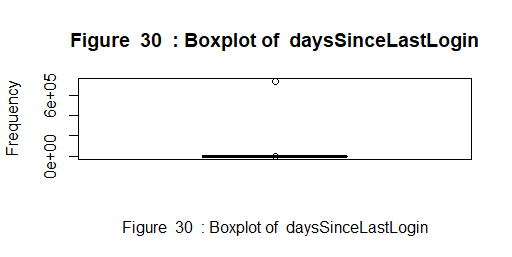 Figure 30 : Boxplot of daysSinceLastLogin
6e+05
0e+00
Frequency
Figure 30 : Boxplot of daysSinceLastLogin